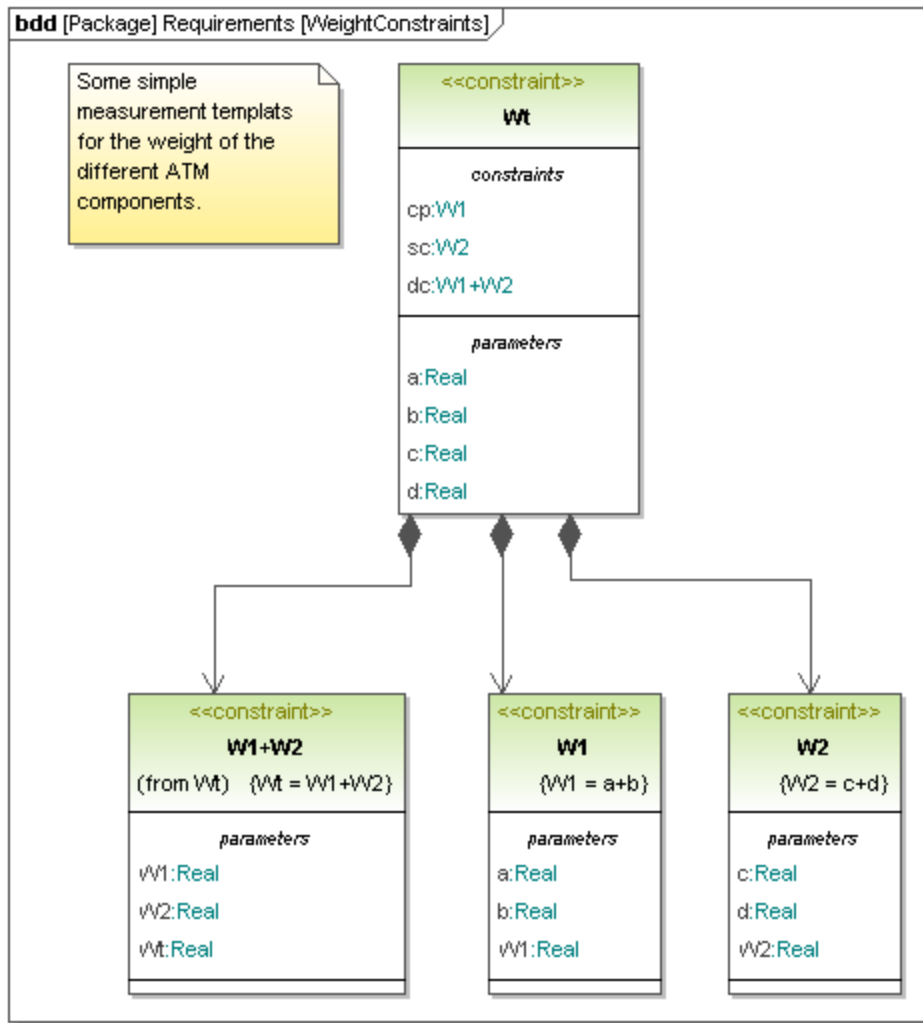 bdd [Package] Requirements [WeightConstraints]
Some simple
measurement templats
for the weight of the
different ATM
components.
<<constraint>>
Wt
constraints
cp:W1
sc:W2
dc:W1+W2
parameters
a:Real
b:Real
c:Real
d:Real
<<constraint>>
W1+W2
(from Wt) {Wt = W1+W2}
parameters
W1:Real
W2:Real
Wt:Real
<<constraint>>
W1
{W1 = a+b}
parameters
a:Real
b:Real
W1:Real
<<constraint>>
W2
{W2 = c+d}
parameters
c:Real
d:Real
W2:Real